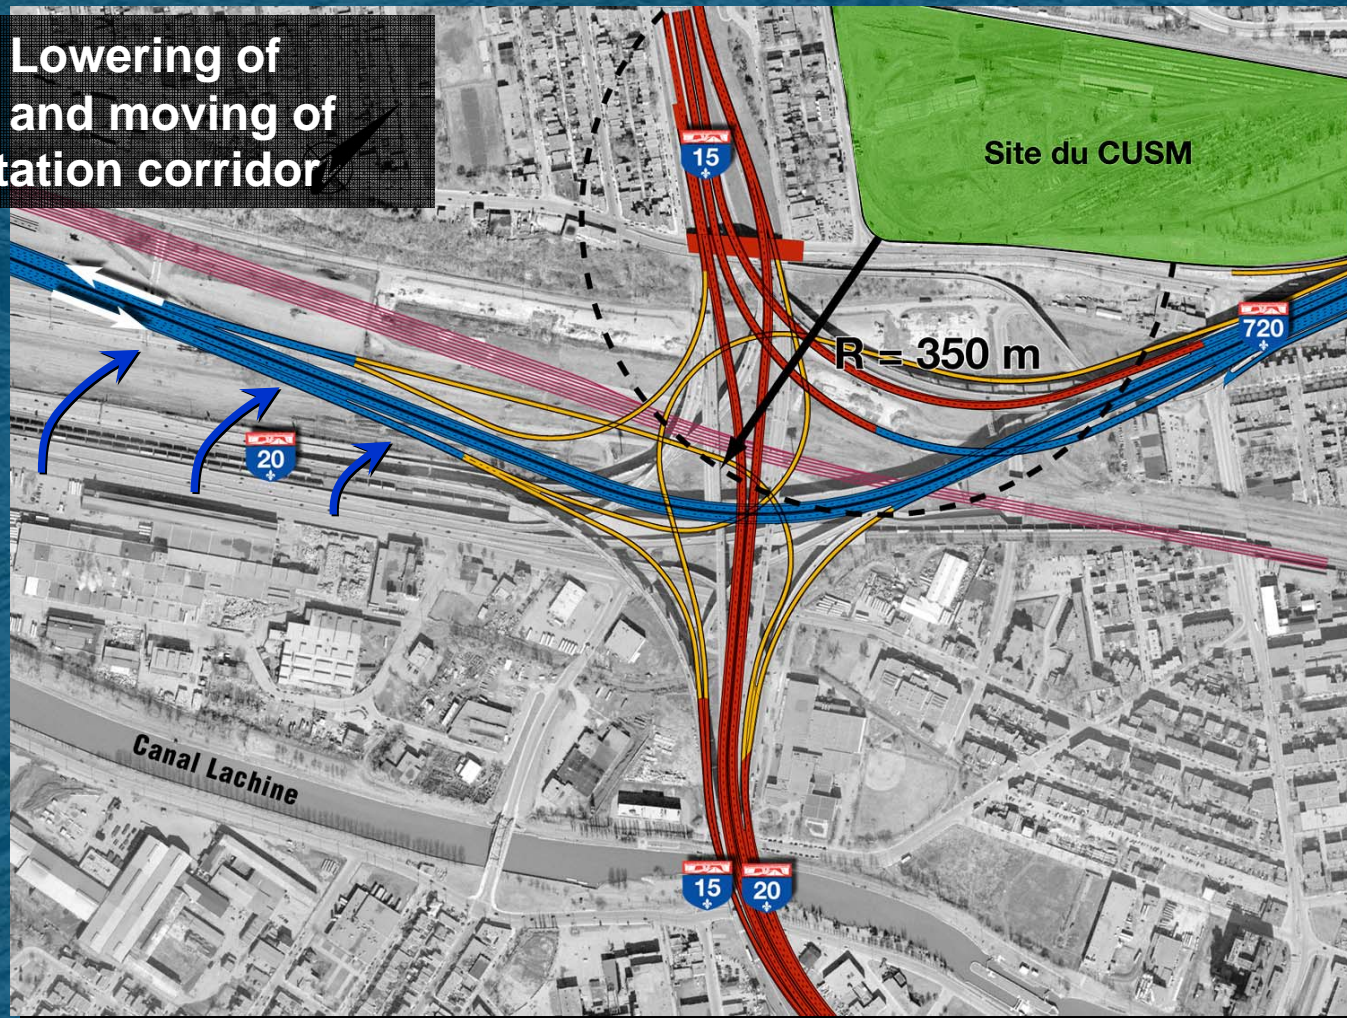 Lowering of
and moving of
tation corridor
15
Site du CUSM
720
R = 350 m
20
Canal Lachine
15
20